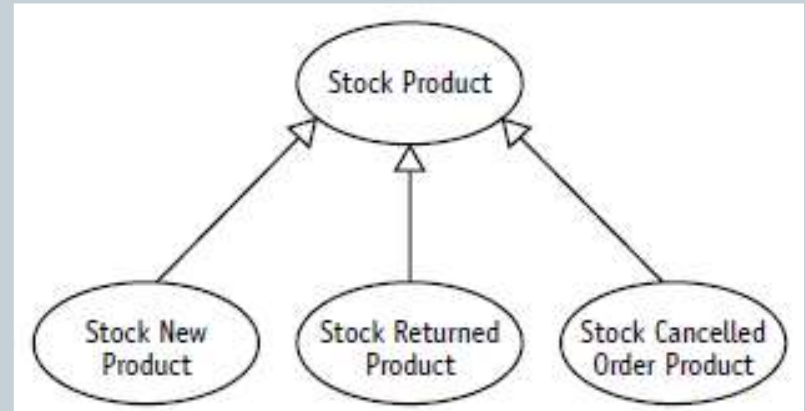 Stock Product
Stock New
Product
Stock Returned
Product
Stock Cancelled
Order Product